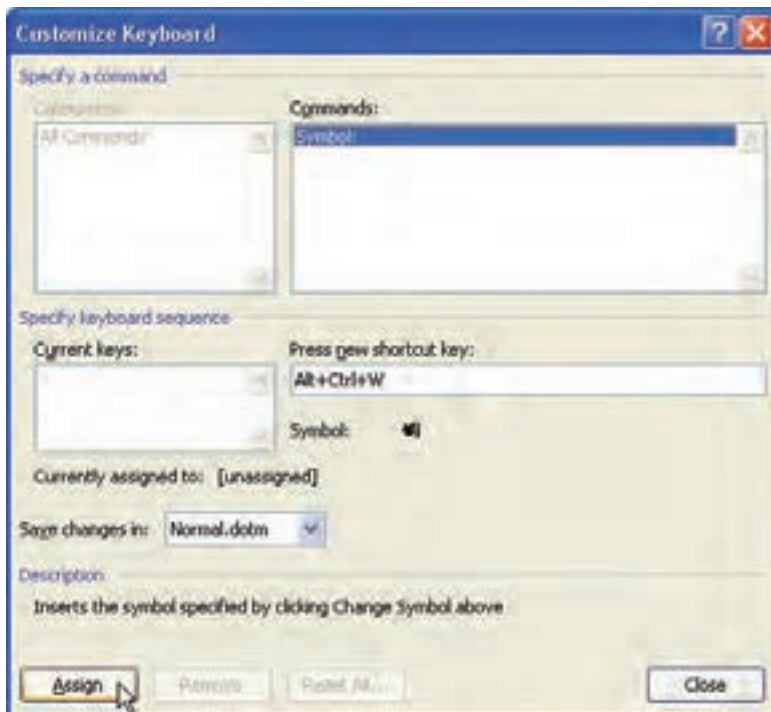 Customize Keyboard
Specify a command
Categories:
Commands:
All Commands
Symbol:
Specify keyboard sequence
Current keys:
Press new shortcut key:
Alt+Ctrl+W
Symbol:
Currently assigned to: [unassigned]
Save changes in: Normal.dotm
Description
Inserts the symbol specified by clicking Change Symbol above
Assign
Remove
Reset All...
Close